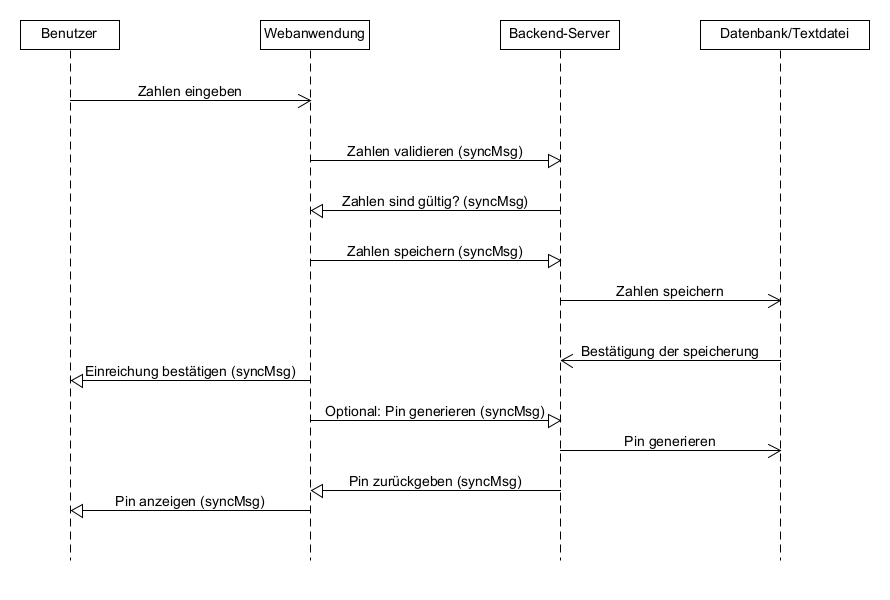 Benutzer
Webanwendung
Backend-Server
Datenbank/Textdatei
Zahlen eingeben
Zahlen validieren (syncMsg)
Zahlen sind gültig? (syncMsg)
Zahlen speichern (syncMsg)
Zahlen speichern
Bestätigung der speicherung
Einreichung bestätigen (syncMsg)
Optional: Pin generieren (syncMsg)
Pin generieren
Pin zurückgeben (syncMsg)
Pin anzeigen (syncMsg)